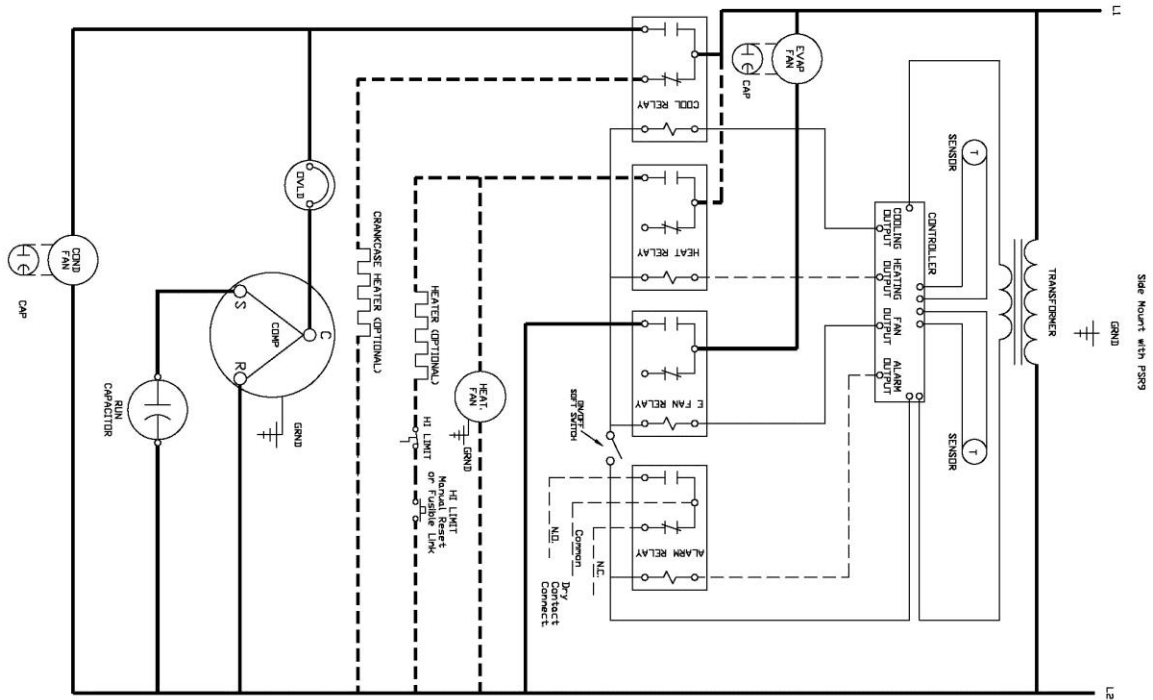 Side Mount with PSR9
L1
L2
GRND
TRANSFORMER
SENSOR
T
SENSOR
T
CONTROLLER
COOLING
OUTPUT
HEATING
OUTPUT
FAN
OUTPUT
ALARM
OUTPUT
EVAP
FAN
CAP
COOL RELAY
HEAT RELAY
E FAN RELAY
ALARM RELAY
ON/OFF
SOFT SWITCH
N.O.
Common
N.C.
Dry
Contact
Connect
HEAT.
FAN
GRND
HI LIMIT
HI LIMIT
Manual Reset
or Fusible Link
HEATER (OPTIONAL)
CRANKCASE HEATER (OPTIONAL)
OVLD
C
COMP
S
R
GRND
RUN
CAPACITOR
COND
FAN
CAP